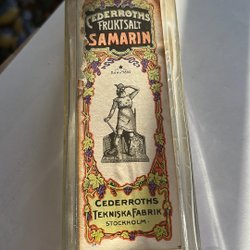 CEDERROTHS
FRUKTSALT
SAMARIN
CEDERROTHS
TEKNISKA FABRIK
STOCKHOLM